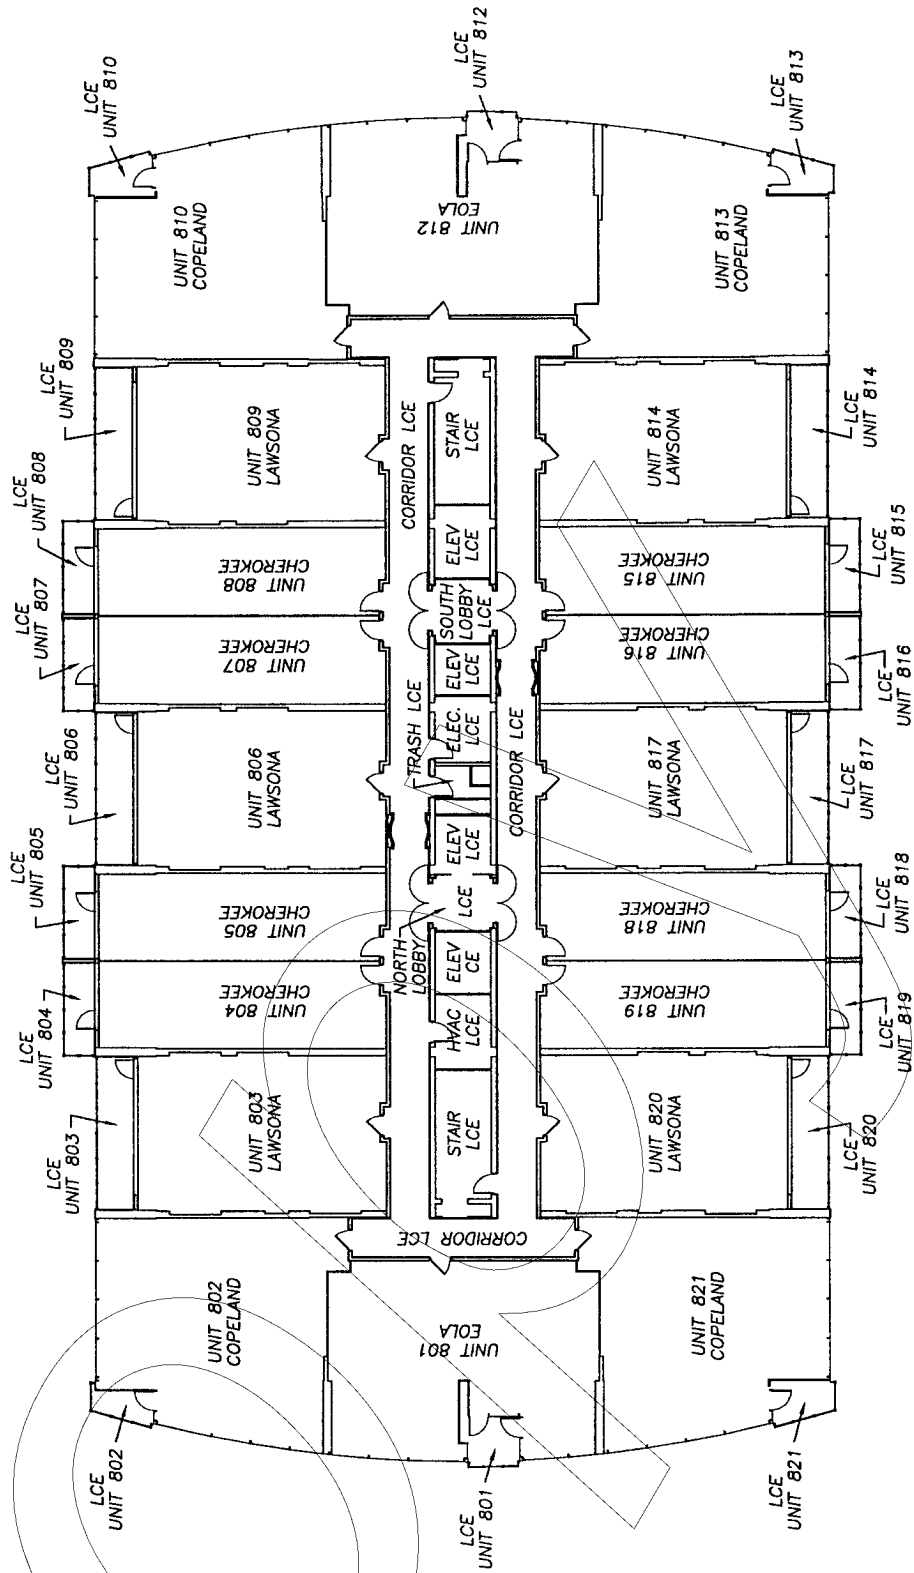 LCE
UNIT 810
LCE
UNIT 812
LCE
UNIT 813
UNIT 810
COPELAND
UNIT 812
EOLA
UNIT 813
COPELAND
LCE
UNIT 809
UNIT 809
LAWSONA
CORRIDOR LCE
STAIR
LCE
UNIT 814
LAWSONA
LCE
UNIT 814
LCE
UNIT 808
UNIT 808
CHEROKEE
ELEV
LCE
UNIT 815
CHEROKEE
LCE
UNIT 815
LCE
UNIT 807
UNIT 807
CHEROKEE
SOUTH
LOBBY
LCE
ELEV
LCE
UNIT 816
CHEROKEE
LCE
UNIT 816
LCE
UNIT 806
UNIT 806
LAWSONA
TRASH LCE
ELEC.
LCE
CORRIDOR LCE
UNIT 817
LAWSONA
LCE
UNIT 817
LCE
UNIT 805
UNIT 805
CHEROKEE
ELEV
LCE
NORTH
LOBBY
LCE
UNIT 818
CHEROKEE
LCE
UNIT 818
LCE
UNIT 804
UNIT 804
CHEROKEE
ELEV
CE
HVAC
LCE
UNIT 819
CHEROKEE
LCE
UNIT 819
LCE
UNIT 803
UNIT 803
LAWSONA
STAIR
LCE
UNIT 820
LAWSONA
LCE
UNIT 820
CORRIDOR LCE
UNIT 802
COPELAND
UNIT 801
EOLA
UNIT 821
COPELAND
LCE
UNIT 802
LCE
UNIT 801
LCE
UNIT 821